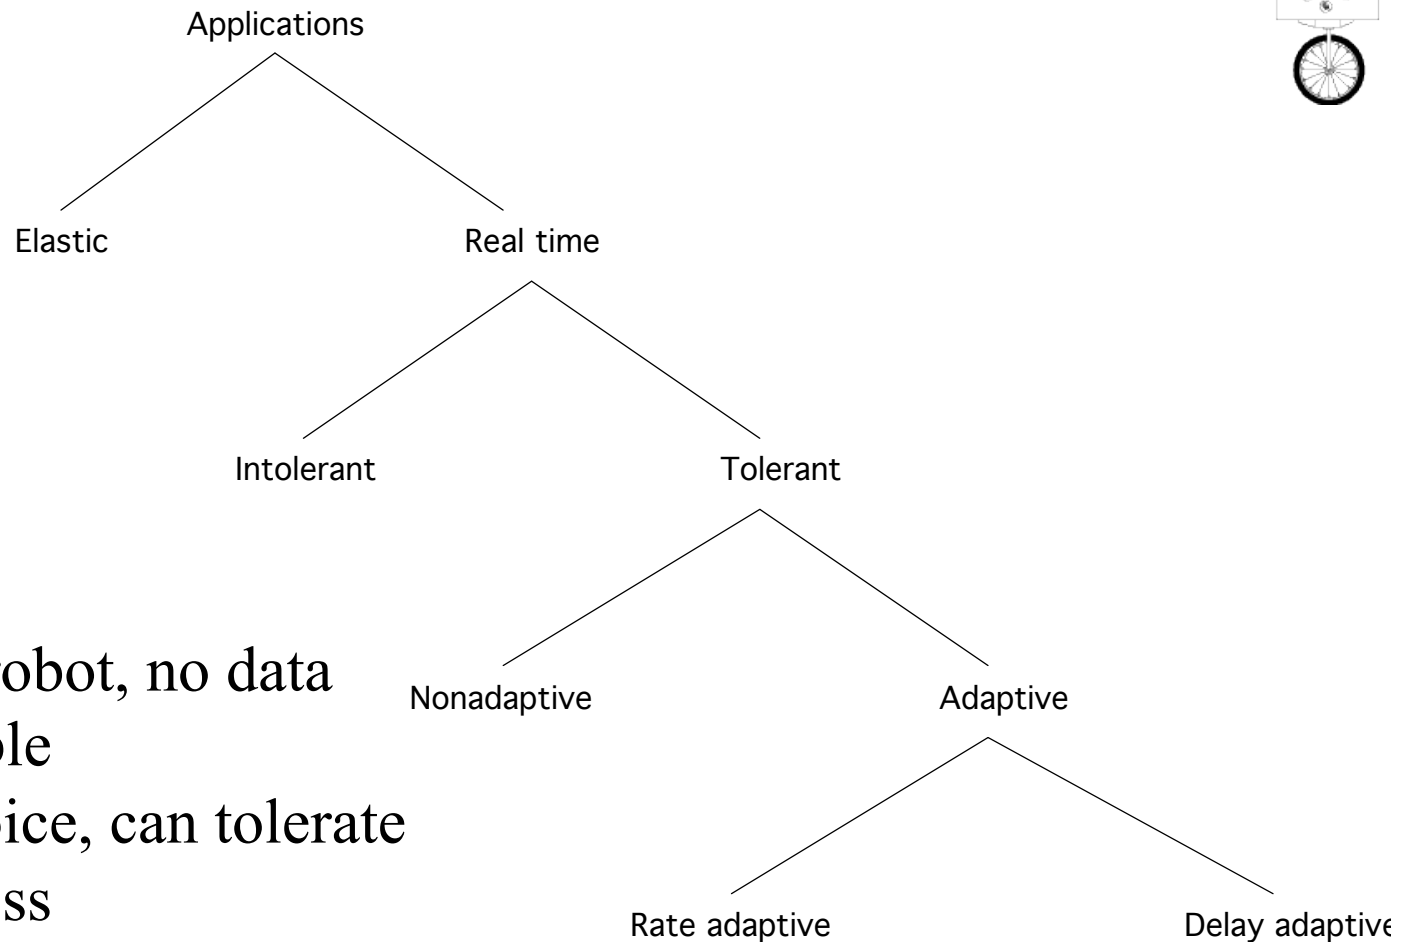 Applications
Elastic Real time
Intolerant Tolerant
Nonadaptive Adaptive
Rate adaptive Delay adaptive
obot, no data
ole
ice, can tolerate
ss